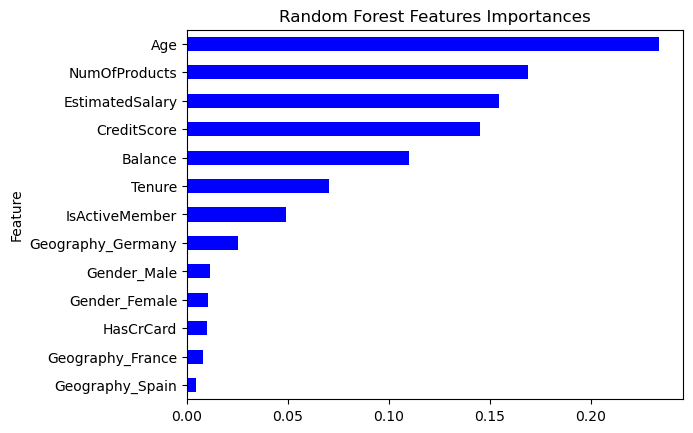 Random Forest Features Importances
Feature
Age
NumOfProducts
EstimatedSalary
CreditScore
Balance
Tenure
IsActiveMember
Geography_Germany
Gender_Male
Gender_Female
HasCrCard
Geography_France
Geography_Spain
0.00 0.05 0.10 0.15 0.20